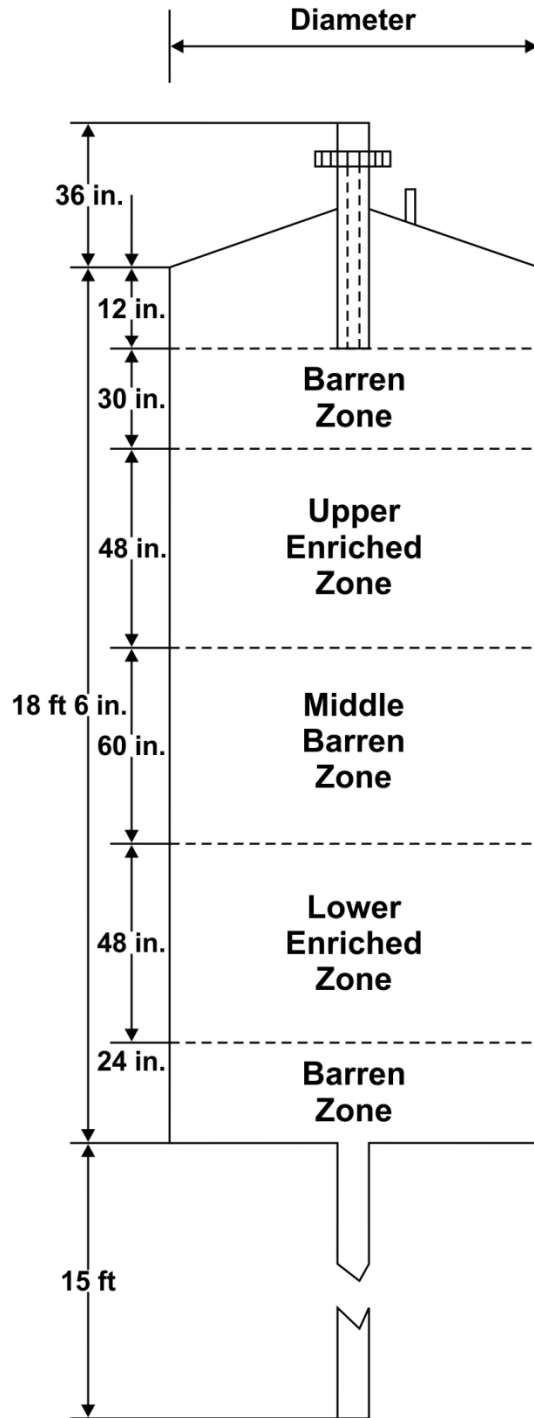 Diameter
36 in.
12 in.
30 in.
Barren
Zone
48 in.
Upper
Enriched
Zone
18 ft 6 in.
60 in.
Middle
Barren
Zone
48 in.
Lower
Enriched
Zone
24 in.
Barren
Zone
15 ft